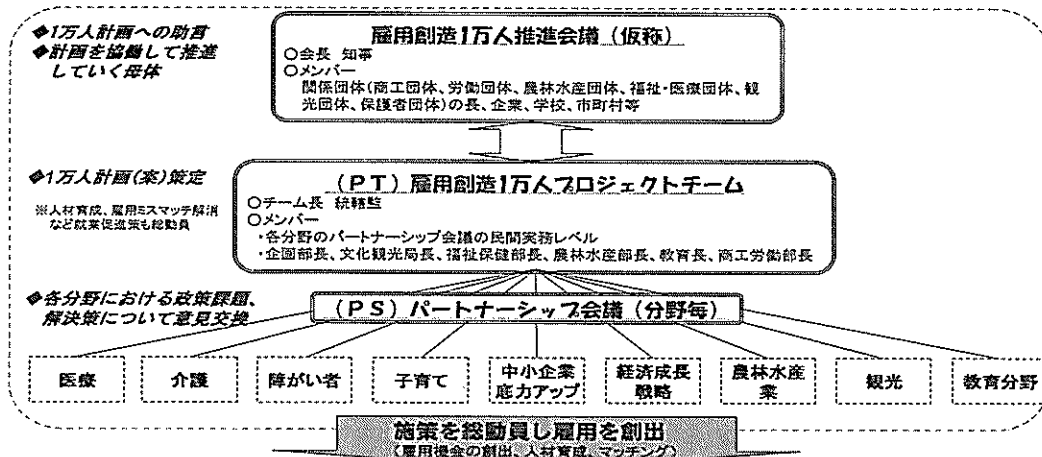 ◆1万人計画への助言
◆計画を協働して推進
していく母体
雇用創造1万人推進会議(仮称)
○会長 知事
○メンバー
関係団体(商工団体、労働団体、農林水産団体、福祉・医療団体、観
光団体、保護者団体)の長、企業、学校、市町村等
◆1万人計画(案)策定
※人材育成、雇用ミスマッチ解消
など就業促進策も総動員
(PT)雇用創造1万人プロジェクトチーム
○チーム長 統轄監
○メンバー
・各分野のパートナーシップ会議の民間実務レベル
・企画部長、文化観光局長、福祉保健部長、農林水産部長、教育長、商工労働部長
◆各分野における政策課題、
解決策について意見交換
(PS)パートナーシップ会議(分野毎)
医療
介護
障がい者
子育て
中小企業
底力アップ
経済成長
戦略
農林水産
業
観光
教育分野
施策を総動員し雇用を創出
(雇用機会の創出、人材育成、マッチング)